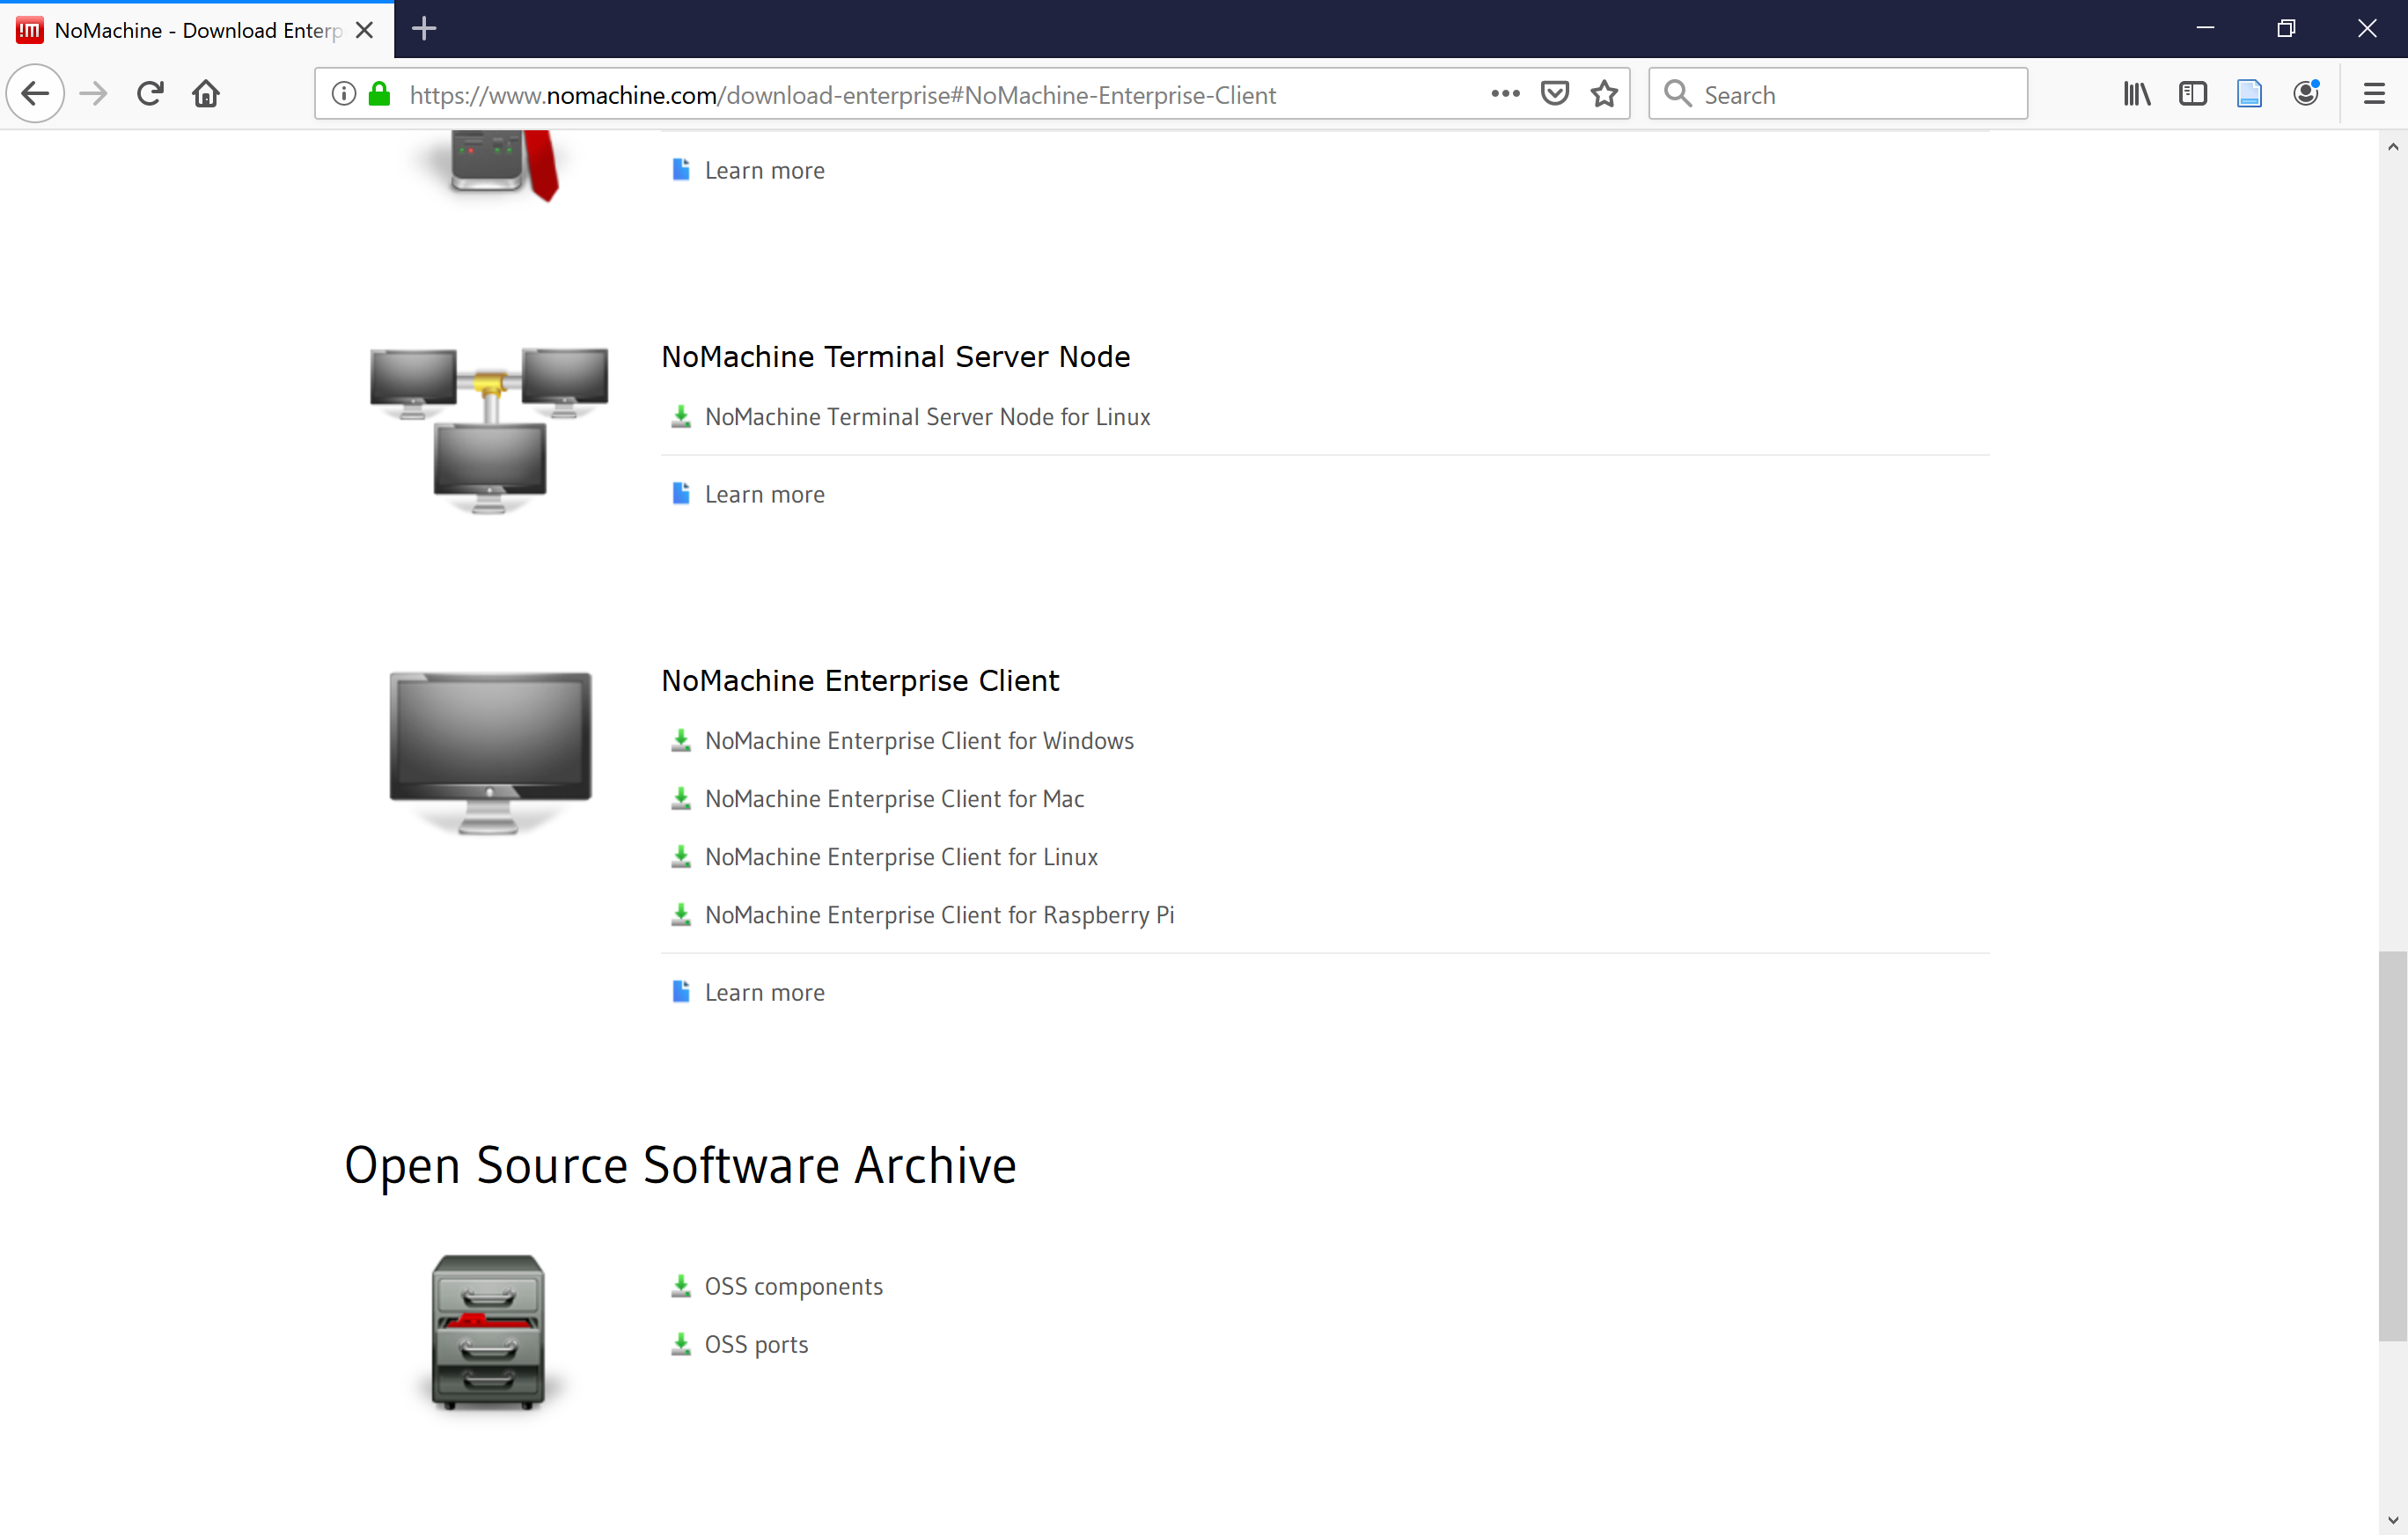 !m NoMachine - Download Enterp
https://www.nomachine.com/download-enterprise#NoMachine-Enterprise-Client
Search
Learn more
NoMachine Terminal Server Node
NoMachine Terminal Server Node for Linux
Learn more
NoMachine Enterprise Client
NoMachine Enterprise Client for Windows
NoMachine Enterprise Client for Mac
NoMachine Enterprise Client for Linux
NoMachine Enterprise Client for Raspberry Pi
Learn more
Open Source Software Archive
OSS components
OSS ports